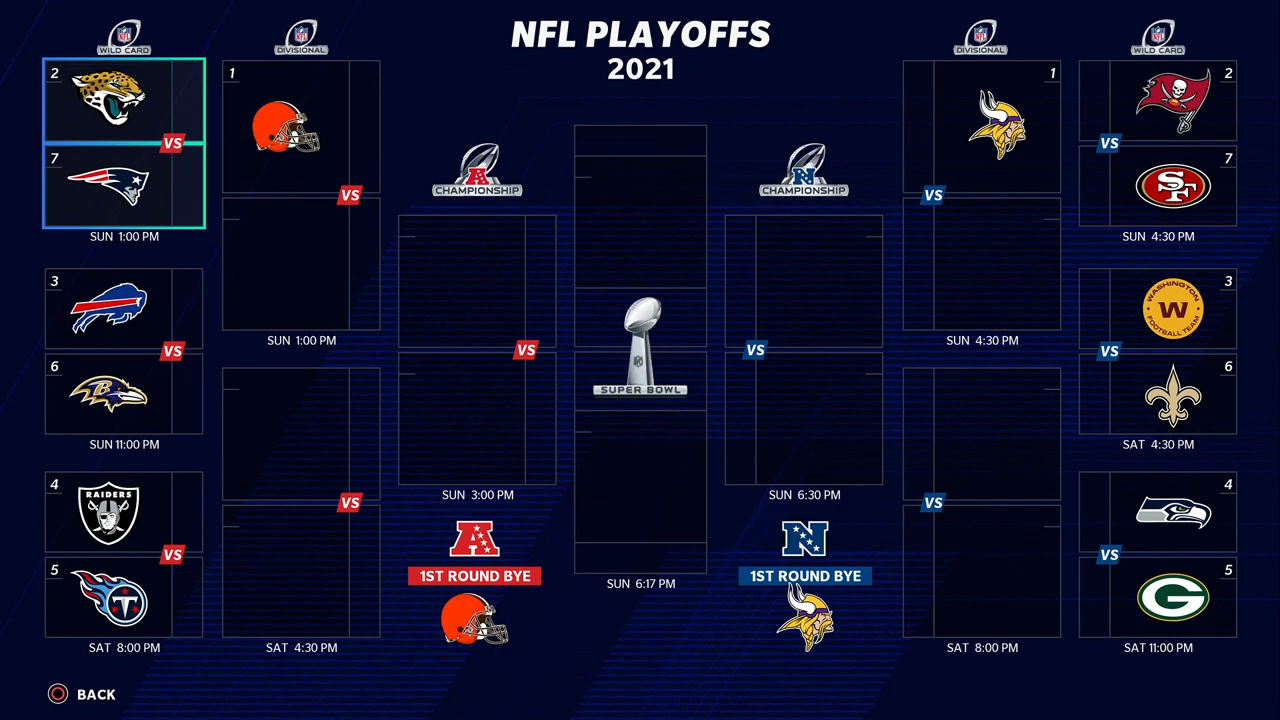 NFL PLAYOFFS
2021
WILD CARD
DIVISIONAL
DIVISIONAL
WILD CARD
2
VS
7
SUN 1:00 PM
3
VS
6
SUN 11:00 PM
4
RAIDERS
VS
5
SAT 8:00 PM
1
VS
SUN 1:00 PM
VS
SAT 4:30 PM
A
CHAMPIONSHIP
VS
SUN 3:00 PM
A
1ST ROUND BYE
SUPER BOWL
SUN 6:17 PM
N
CHAMPIONSHIP
VS
SUN 6:30 PM
N
1ST ROUND BYE
1
VS
SUN 4:30 PM
VS
SAT 8:00 PM
2
VS
7
SF
SUN 4:30 PM
3
WASHINGTON
W
FOOTBALL TEAM
VS
6
SAT 4:30 PM
4
VS
5
G
SAT 11:00 PM
BACK